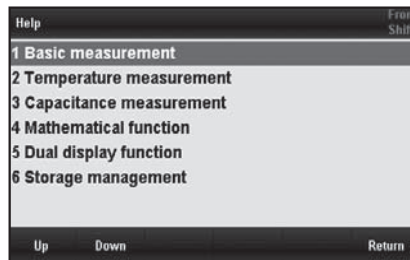 Help
1 Basic measurement
2 Temperature measurement
3 Capacitance measurement
4 Mathematical function
5 Dual display function
6 Storage management
Up Down Return